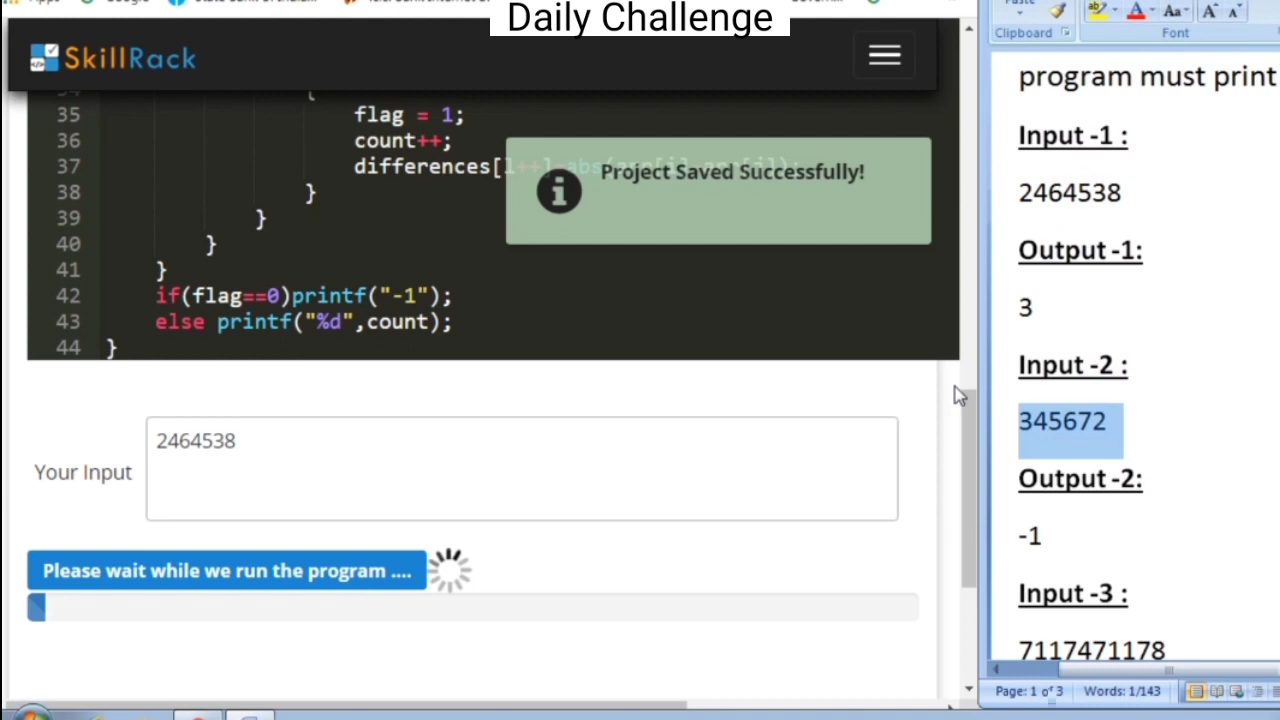 Daily Challenge
SkillRack
35 flag = 1;
36 count++;
37 differences[l++]=abs(
38 }
39 }
40 }
41 }
42 if(flag==0)printf("-1");
43 else printf("%d",count);
44 }
Project Saved Successfully!
Your Input
2464538
Please wait while we run the program ....
Clipboard
Font
program must print
Input -1 :
2464538
Output -1:
3
Input -2 :
345672
Output -2:
-1
Input -3 :
7117471178
Page: 1 of 3
Words: 1/143